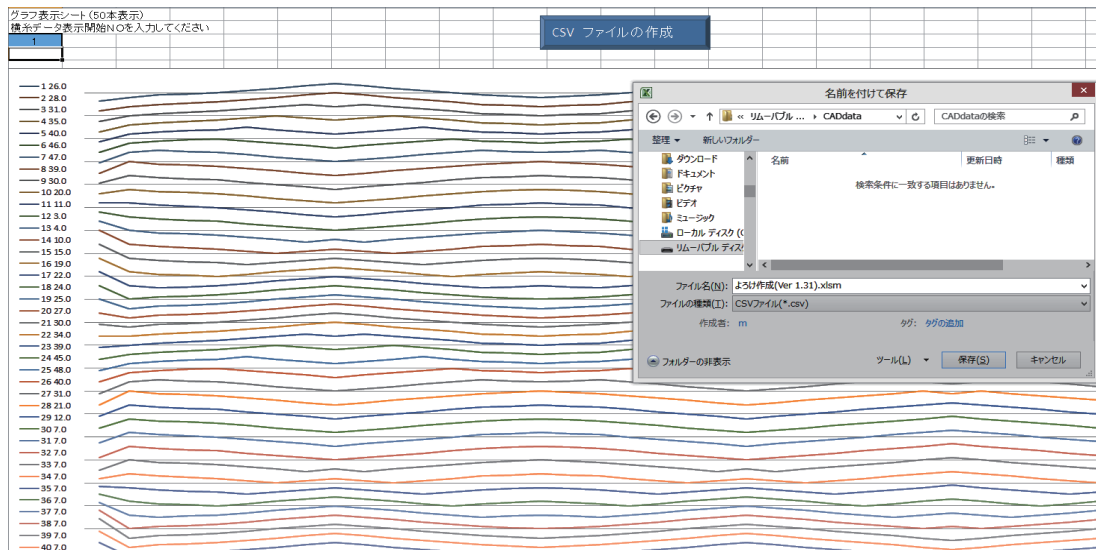 グラフ表示シート(50本表示)
横糸データ表示開始NOを入力してください
1
CSV ファイルの作成
1 26.0
2 28.0
3 31.0
4 35.0
5 40.0
6 46.0
7 47.0
8 39.0
9 30.0
10 20.0
11 11.0
12 3.0
13 4.0
14 10.0
15 15.0
16 19.0
17 22.0
18 24.0
19 25.0
20 27.0
21 30.0
22 34.0
23 39.0
24 45.0
25 48.0
26 40.0
27 31.0
28 21.0
29 12.0
30 7.0
31 7.0
32 7.0
33 7.0
34 7.0
35 7.0
36 7.0
37 7.0
38 7.0
39 7.0
40 7.0
名前を付けて保存
« リムーバブル ... ▸ CADdata
CADdataの検索
整理 ▼ 新しいフォルダー
ダウンロード
ドキュメント
ピクチャ
ビデオ
ミュージック
ローカル ディスク (C
リムーバブル ディスク
名前 更新日時 種類
検索条件に一致する項目はありません。
ファイル名(N): よろけ作成(Ver 1.31).xlsm
ファイルの種類(T): CSVファイル(*.csv)
作成者: m タグ: タグの追加
フォルダーの非表示 ツール(L) ▼ 保存(S) キャンセル